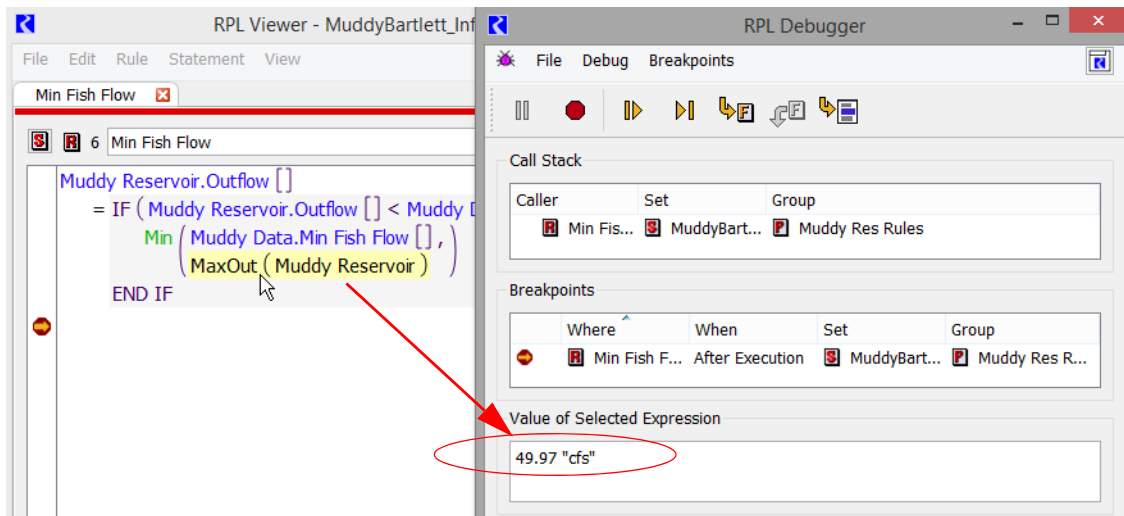 RPL Viewer - MuddyBartlett_Inf
File Edit Rule Statement View
Min Fish Flow
S R 6 Min Fish Flow
Muddy Reservoir.Outflow []
= IF ( Muddy Reservoir.Outflow [] < Muddy D
Min ( Muddy Data.Min Fish Flow [] ,
MaxOut ( Muddy Reservoir ) )
END IF
RPL Debugger
File Debug Breakpoints
Call Stack
Caller Set Group
R Min Fis... S MuddyBart... P Muddy Res Rules
Breakpoints
Where When Set Group
R Min Fish F... After Execution S MuddyBart... P Muddy Res R...
Value of Selected Expression
49.97 "cfs"